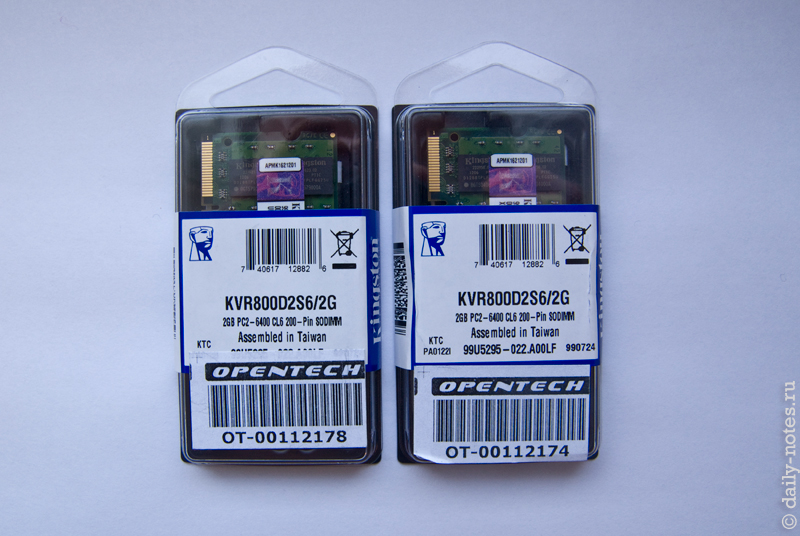 Kingston
APMK1621201
7 40617 12882 6
Kingston
KVR800D2S6/2G
2GB PC2-6400 CL6 200-Pin SODIMM
KTC
Assembled in Taiwan
OPENTECH
OT-00112178
Kingston
APMK1621201
7 40617 12882 6
KVR800D2S6/2G
2GB PC2-6400 CL6 200-Pin SODIMM
KTC
Assembled in Taiwan
PA0122I
99U5295-022.A00LF
990724
OPENTECH
OT-00112174
© daily-notes.ru